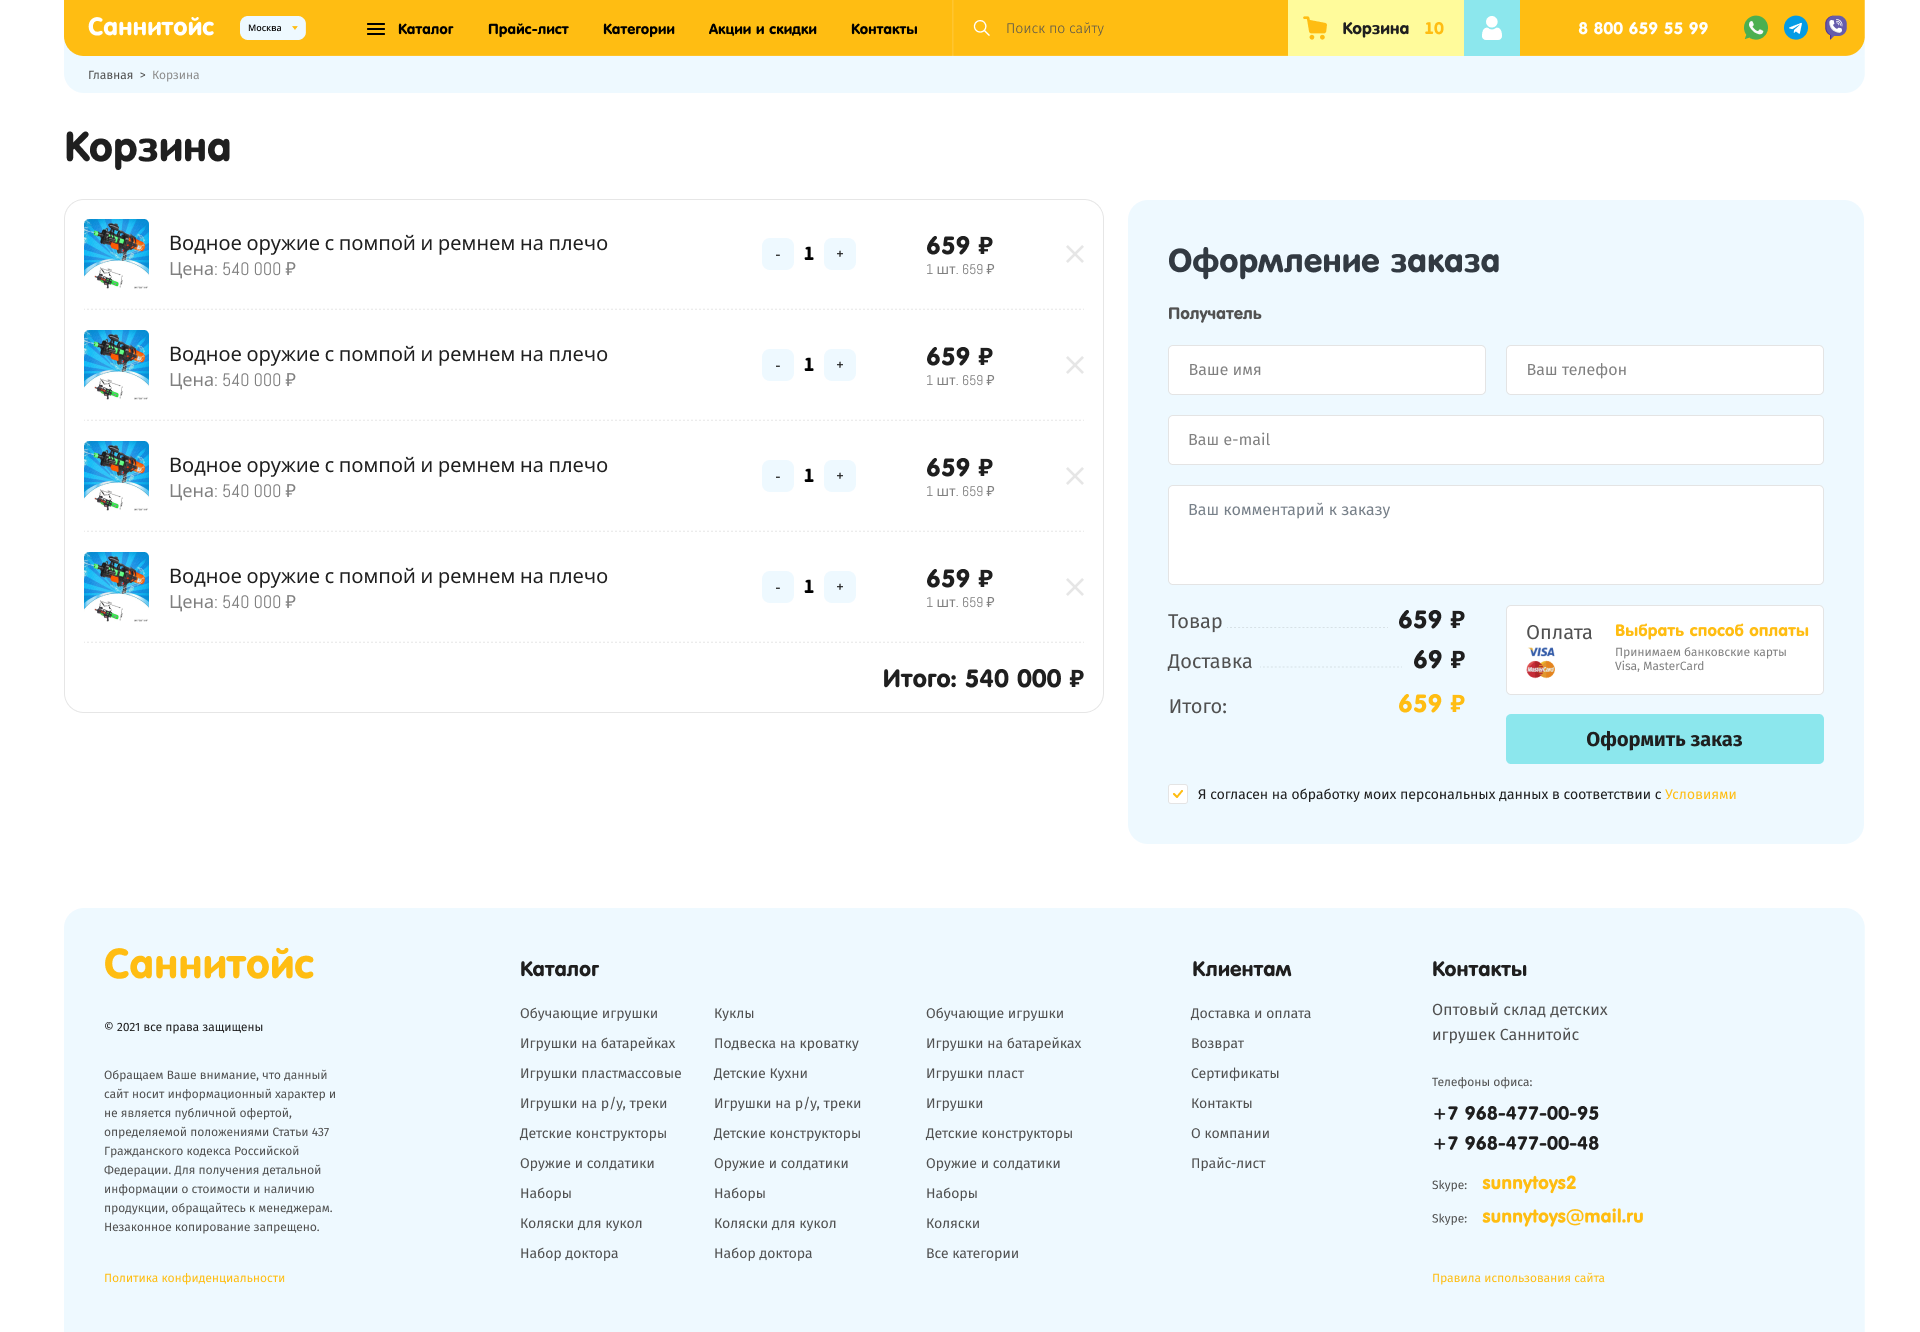 Саннитойс
Москва
Каталог
Прайс-лист
Категории
Акции и скидки
Контакты
Поиск по сайту
Корзина 10
8 800 659 55 99
Главная > Корзина
Корзина
Водное оружие с помпой и ремнем на плечо
Цена: 540 000 ₽
- 1 +
659 ₽
1 шт. 659 ₽
Водное оружие с помпой и ремнем на плечо
Цена: 540 000 ₽
- 1 +
659 ₽
1 шт. 659 ₽
Водное оружие с помпой и ремнем на плечо
Цена: 540 000 ₽
- 1 +
659 ₽
1 шт. 659 ₽
Водное оружие с помпой и ремнем на плечо
Цена: 540 000 ₽
- 1 +
659 ₽
1 шт. 659 ₽
Итого: 540 000 ₽
Оформление заказа
Получатель
Ваше имя
Ваш телефон
Ваш e-mail
Ваш комментарий к заказу
Товар 659 ₽
Доставка 69 ₽
Итого: 659 ₽
Оплата
VISA
MasterCard
Выбрать способ оплаты
Принимаем банковские карты
Visa, MasterCard
Оформить заказ
Я согласен на обработку моих персональных данных в соответствии с Условиями
Саннитойс
© 2021 все права защищены
Обращаем Ваше внимание, что данный
сайт носит информационный характер и
не является публичной офертой,
определяемой положениями Статьи 437
Гражданского кодекса Российской
Федерации. Для получения детальной
информации о стоимости и наличию
продукции, обращайтесь к менеджерам.
Незаконное копирование запрещено.
Политика конфиденциальности
Каталог
Обучающие игрушки
Игрушки на батарейках
Игрушки пластмассовые
Игрушки на р/у, треки
Детские конструкторы
Оружие и солдатики
Наборы
Коляски для кукол
Набор доктора
Куклы
Подвеска на кроватку
Детские Кухни
Игрушки на р/у, треки
Детские конструкторы
Оружие и солдатики
Наборы
Коляски для кукол
Набор доктора
Обучающие игрушки
Игрушки на батарейках
Игрушки пласт
Игрушки
Детские конструкторы
Оружие и солдатики
Наборы
Коляски
Все категории
Клиентам
Доставка и оплата
Возврат
Сертификаты
Контакты
О компании
Прайс-лист
Контакты
Оптовый склад детских
игрушек Саннитойс
Телефоны офиса:
+7 968-477-00-95
+7 968-477-00-48
Skype: sunnytoys2
Skype: sunnytoys@mail.ru
Правила использования сайта